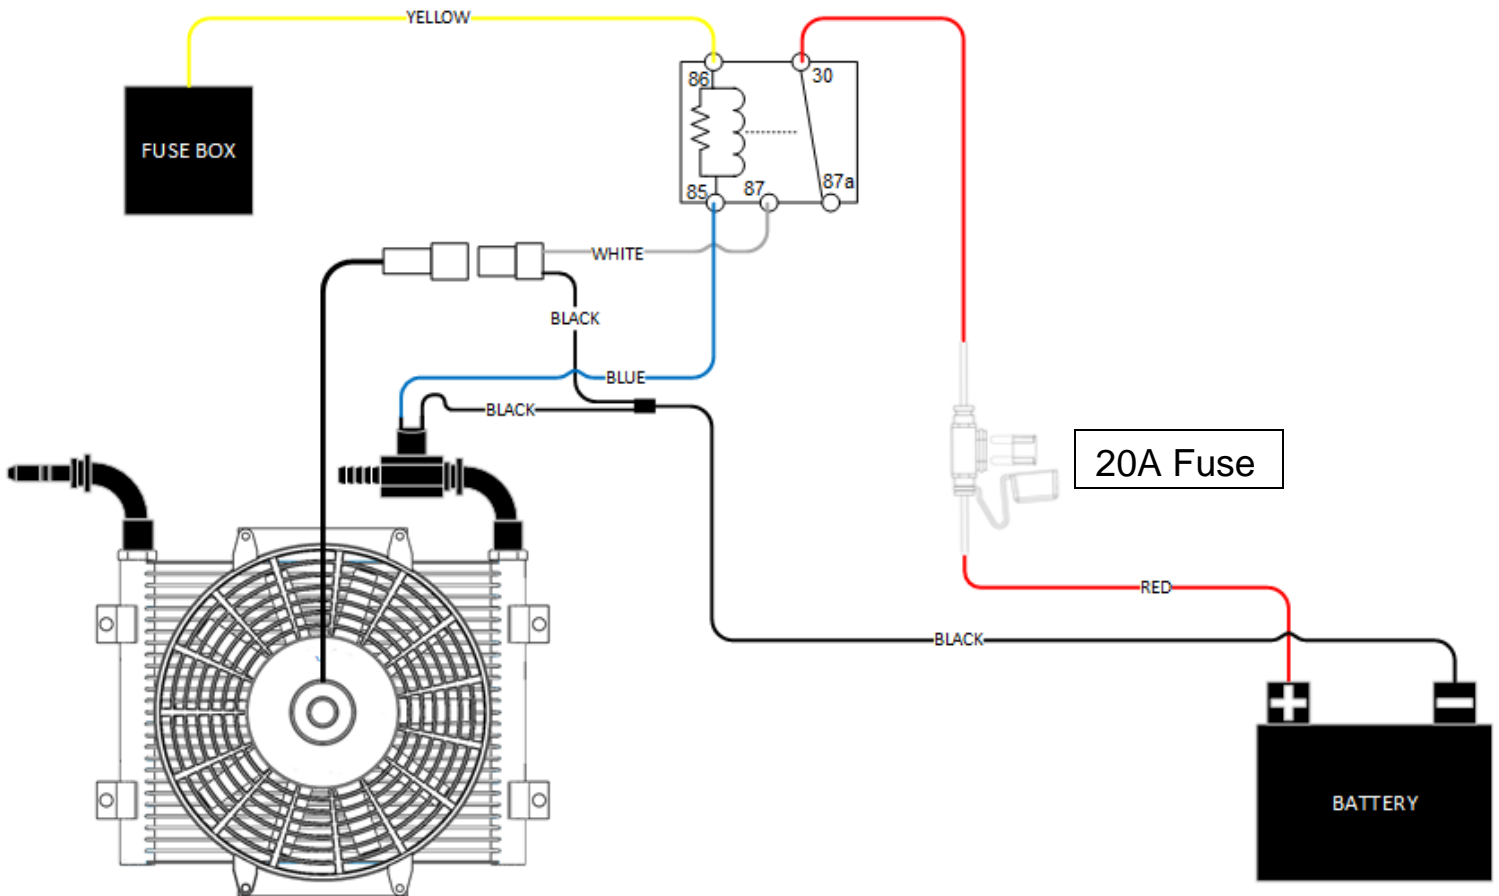 YELLOW
86
30
FUSE BOX
85
87
87a
WHITE
BLACK
BLUE
BLACK
20A Fuse
RED
BLACK
BATTERY